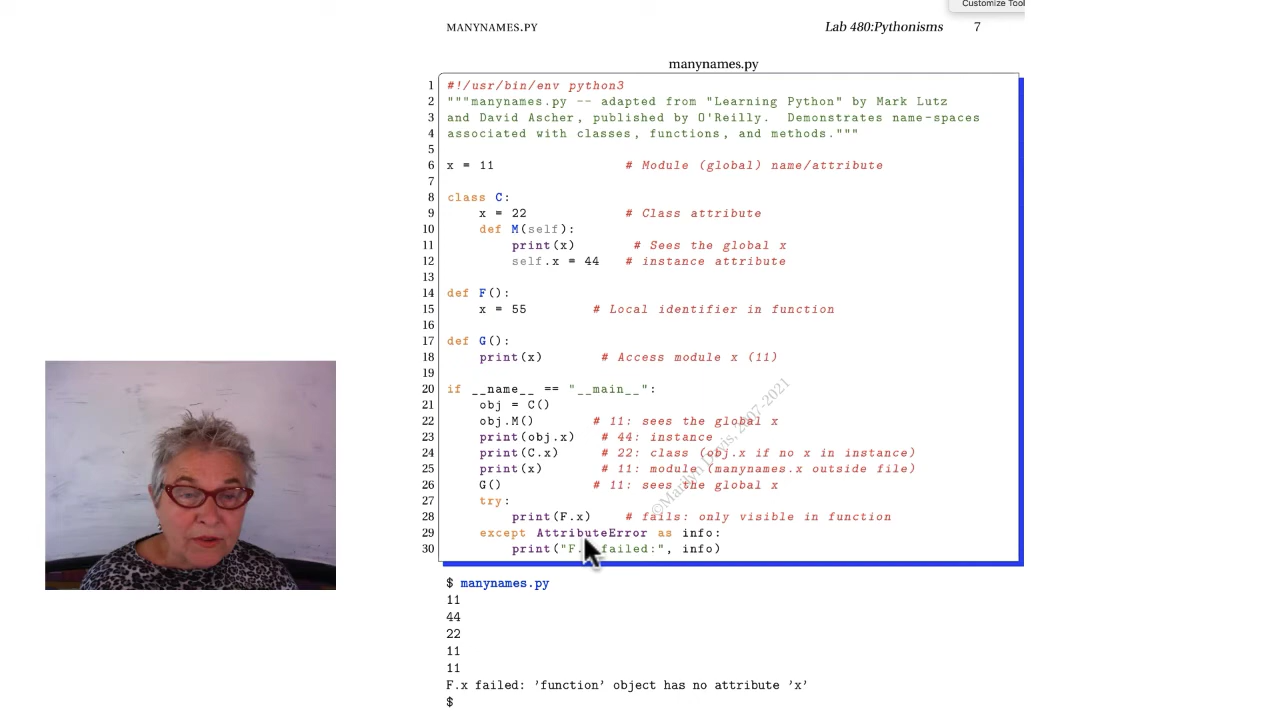 Customize Tool
MANYNAMES.PY Lab 480:Pythonisms 7
manynames.py
1 #!/usr/bin/env python3
2 """manynames.py -- adapted from "Learning Python" by Mark Lutz
3 and David Ascher, published by O'Reilly.  Demonstrates name-spaces
4 associated with classes, functions, and methods."""
5
6 x = 11                # Module (global) name/attribute
7
8 class C:
9     x = 22            # Class attribute
10     def M(self):
11         print(x)       # Sees the global x
12         self.x = 44   # instance attribute
13
14 def F():
15     x = 55        # Local identifier in function
16
17 def G():
18     print(x)       # Access module x (11)
19
20 if __name__ == "__main__":
21     obj = C()
22     obj.M()       # 11: sees the global x
23     print(obj.x)   # 44: instance
24     print(C.x)     # 22: class (obj.x if no x in instance)
25     print(x)       # 11: module (manynames.x outside file)
26     G()           # 11: sees the global x
27     try:
28         print(F.x)    # fails: only visible in function
29     except AttributeError as info:
30         print("F. failed:", info)
©Marilyn Davis, 2007-2021
$ manynames.py
11
44
22
11
11
F.x failed: 'function' object has no attribute 'x'
$